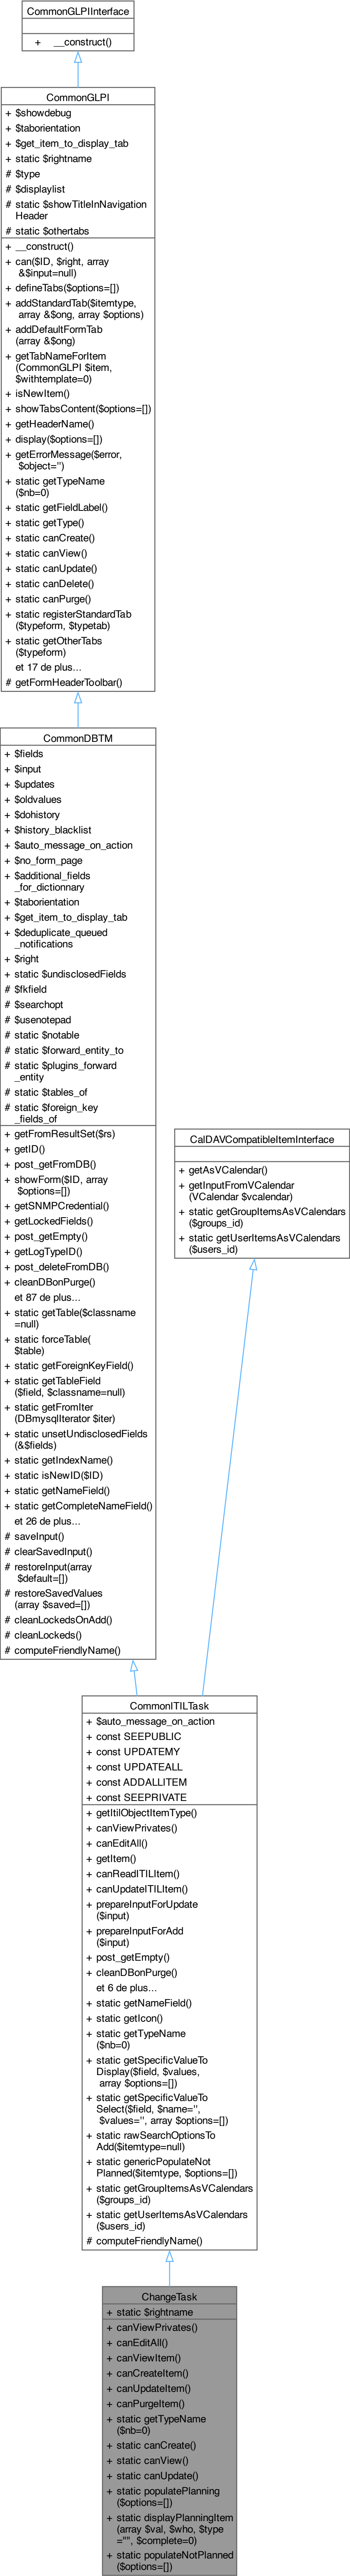 CommonGLPIInterface
+ __construct()
CommonGLPI
+ $showdebug
+ $taborientation
+ $get_item_to_display_tab
+ static $rightname
# $type
# $displaylist
# static $showTitleInNavigation
Header
# static $othertabs
+ __construct()
+ can($ID, $right, array
&$input=null)
+ defineTabs($options=[])
+ addStandardTab($itemtype,
array &$ong, array $options)
+ addDefaultFormTab
(array &$ong)
+ getTabNameForItem
(CommonGLPI $item,
$withtemplate=0)
+ isNewItem()
+ showTabsContent($options=[])
+ getHeaderName()
+ display($options=[])
+ getErrorMessage($error,
$object='')
+ static getTypeName
($nb=0)
+ static getFieldLabel()
+ static getType()
+ static canCreate()
+ static canView()
+ static canUpdate()
+ static canDelete()
+ static canPurge()
+ static registerStandardTab
($typeform, $typetab)
+ static getOtherTabs
($typeform)
et 17 de plus...
# getFormHeaderToolbar()
CommonDBTM
+ $fields
+ $input
+ $updates
+ $oldvalues
+ $dohistory
+ $history_blacklist
+ $auto_message_on_action
+ $no_form_page
+ $additional_fields
_for_dictionnary
+ $taborientation
+ $get_item_to_display_tab
+ $deduplicate_queued
_notifications
+ $right
+ static $undisclosedFields
# $fkfield
# $searchopt
# $usenotepad
# static $notable
# static $forward_entity_to
# static $plugins_forward
_entity
# static $tables_of
# static $foreign_key
_fields_of
+ getFromResultSet($rs)
+ getID()
+ post_getFromDB()
+ showForm($ID, array
$options=[])
+ getSNMPCredential()
+ getLockedFields()
+ post_getEmpty()
+ getLogTypeID()
+ post_deleteFromDB()
+ cleanDBonPurge()
et 87 de plus...
+ static getTable($classname
=null)
+ static forceTable(
$table)
+ static getForeignKeyField()
+ static getTableField
($field, $classname=null)
+ static getFromIter
(DBmysqlIterator $iter)
+ static unsetUndisclosedFields
(&$fields)
+ static getIndexName()
+ static isNewID($ID)
+ static getNameField()
+ static getCompleteNameField()
et 26 de plus...
# saveInput()
# clearSavedInput()
# restoreInput(array
$default=[])
# restoreSavedValues
(array $saved=[])
# cleanLockedsOnAdd()
# cleanLockeds()
# computeFriendlyName()
CalDAVCompatibleItemInterface
+ getAsVCalendar()
+ getInputFromVCalendar
(VCalendar $vcalendar)
+ static getGroupItemsAsVCalendars
($groups_id)
+ static getUserItemsAsVCalendars
($users_id)
CommonITILTask
+ $auto_message_on_action
+ const SEEPUBLIC
+ const UPDATEMY
+ const UPDATEALL
+ const ADDALLITEM
+ const SEEPRIVATE
+ getItilObjectItemType()
+ canViewPrivates()
+ canEditAll()
+ getItem()
+ canReadITILItem()
+ canUpdateITILItem()
+ prepareInputForUpdate
($input)
+ prepareInputForAdd
($input)
+ post_getEmpty()
+ cleanDBonPurge()
et 6 de plus...
+ static getNameField()
+ static getIcon()
+ static getTypeName
($nb=0)
+ static getSpecificValueTo
Display($field, $values,
array $options=[])
+ static getSpecificValueTo
Select($field, $name='',
$values='', array $options=[])
+ static rawSearchOptionsTo
Add($itemtype=null)
+ static genericPopulateNot
Planned($itemtype, $options=[])
+ static getGroupItemsAsVCalendars
($groups_id)
+ static getUserItemsAsVCalendars
($users_id)
# computeFriendlyName()
ChangeTask
+ static $rightname
+ canViewPrivates()
+ canEditAll()
+ canViewItem()
+ canCreateItem()
+ canUpdateItem()
+ canPurgeItem()
+ static getTypeName
($nb=0)
+ static canCreate()
+ static canView()
+ static canUpdate()
+ static populatePlanning
($options=[])
+ static displayPlanningItem
(array $val, $who, $type
="", $complete=0)
+ static populateNotPlanned
($options=[])